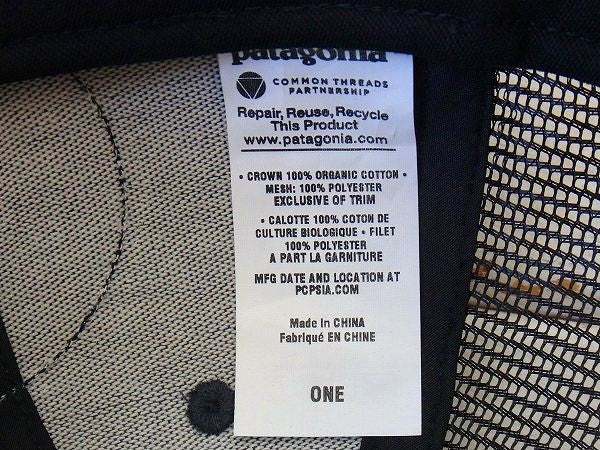 patagonia
COMMON THREADS
PARTNERSHIP
Repair, Reuse, Recycle
This Product
www.patagonia.com
• CROWN 100% ORGANIC COTTON •
MESH: 100% POLYESTER
EXCLUSIVE OF TRIM
• CALOTTE 100% COTON DE
CULTURE BIOLOGIQUE • FILET
100% POLYESTER
A PART LA GARNITURE
MFG DATE AND LOCATION AT
PCPSIA.COM
Made in CHINA
Fabriqué EN CHINE
ONE